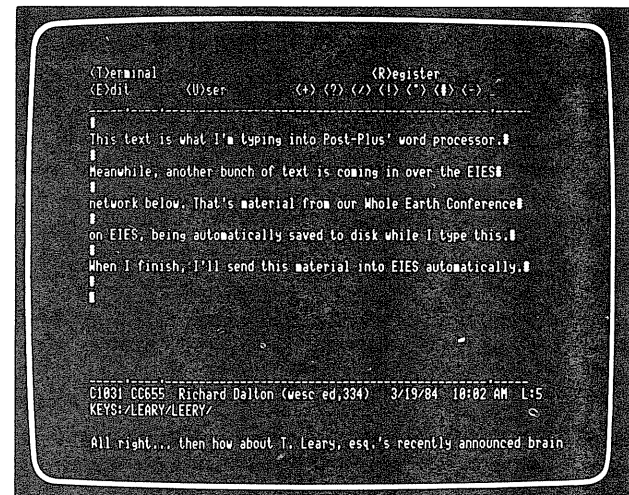 <T>erminal <R>egister
<E>dit <U>ser <+> <?> </> <!> <"> <#> <->
This text is what I'm typing into Post-Plus' word processor.
Meanwhile, another bunch of text is coming in over the EIES
network below. That's material from our Whole Earth Conference
on EIES, being automatically saved to disk while I type this.
When I finish, I'll send this material into EIES automatically.
C1031 CC655 Richard Dalton (wesc ed,334) 3/19/84 10:02 AM L:5
KEYS:/LEARY/LEERY/
All right... then how about T. Leary, esq.'s recently announced brain